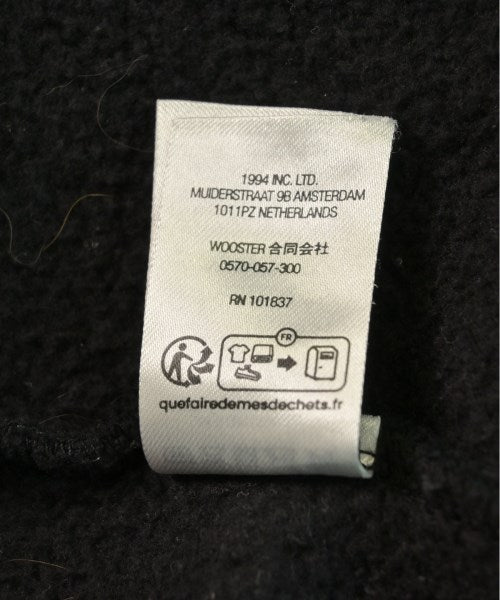 1994 INC. LTD.
MUIDERSTRAAT 9B AMSTERDAM
1011PZ NETHERLANDS
WOOSTER 合同会社
0570-057-300
RN 101837
FR
quefairedemesdechets.fr